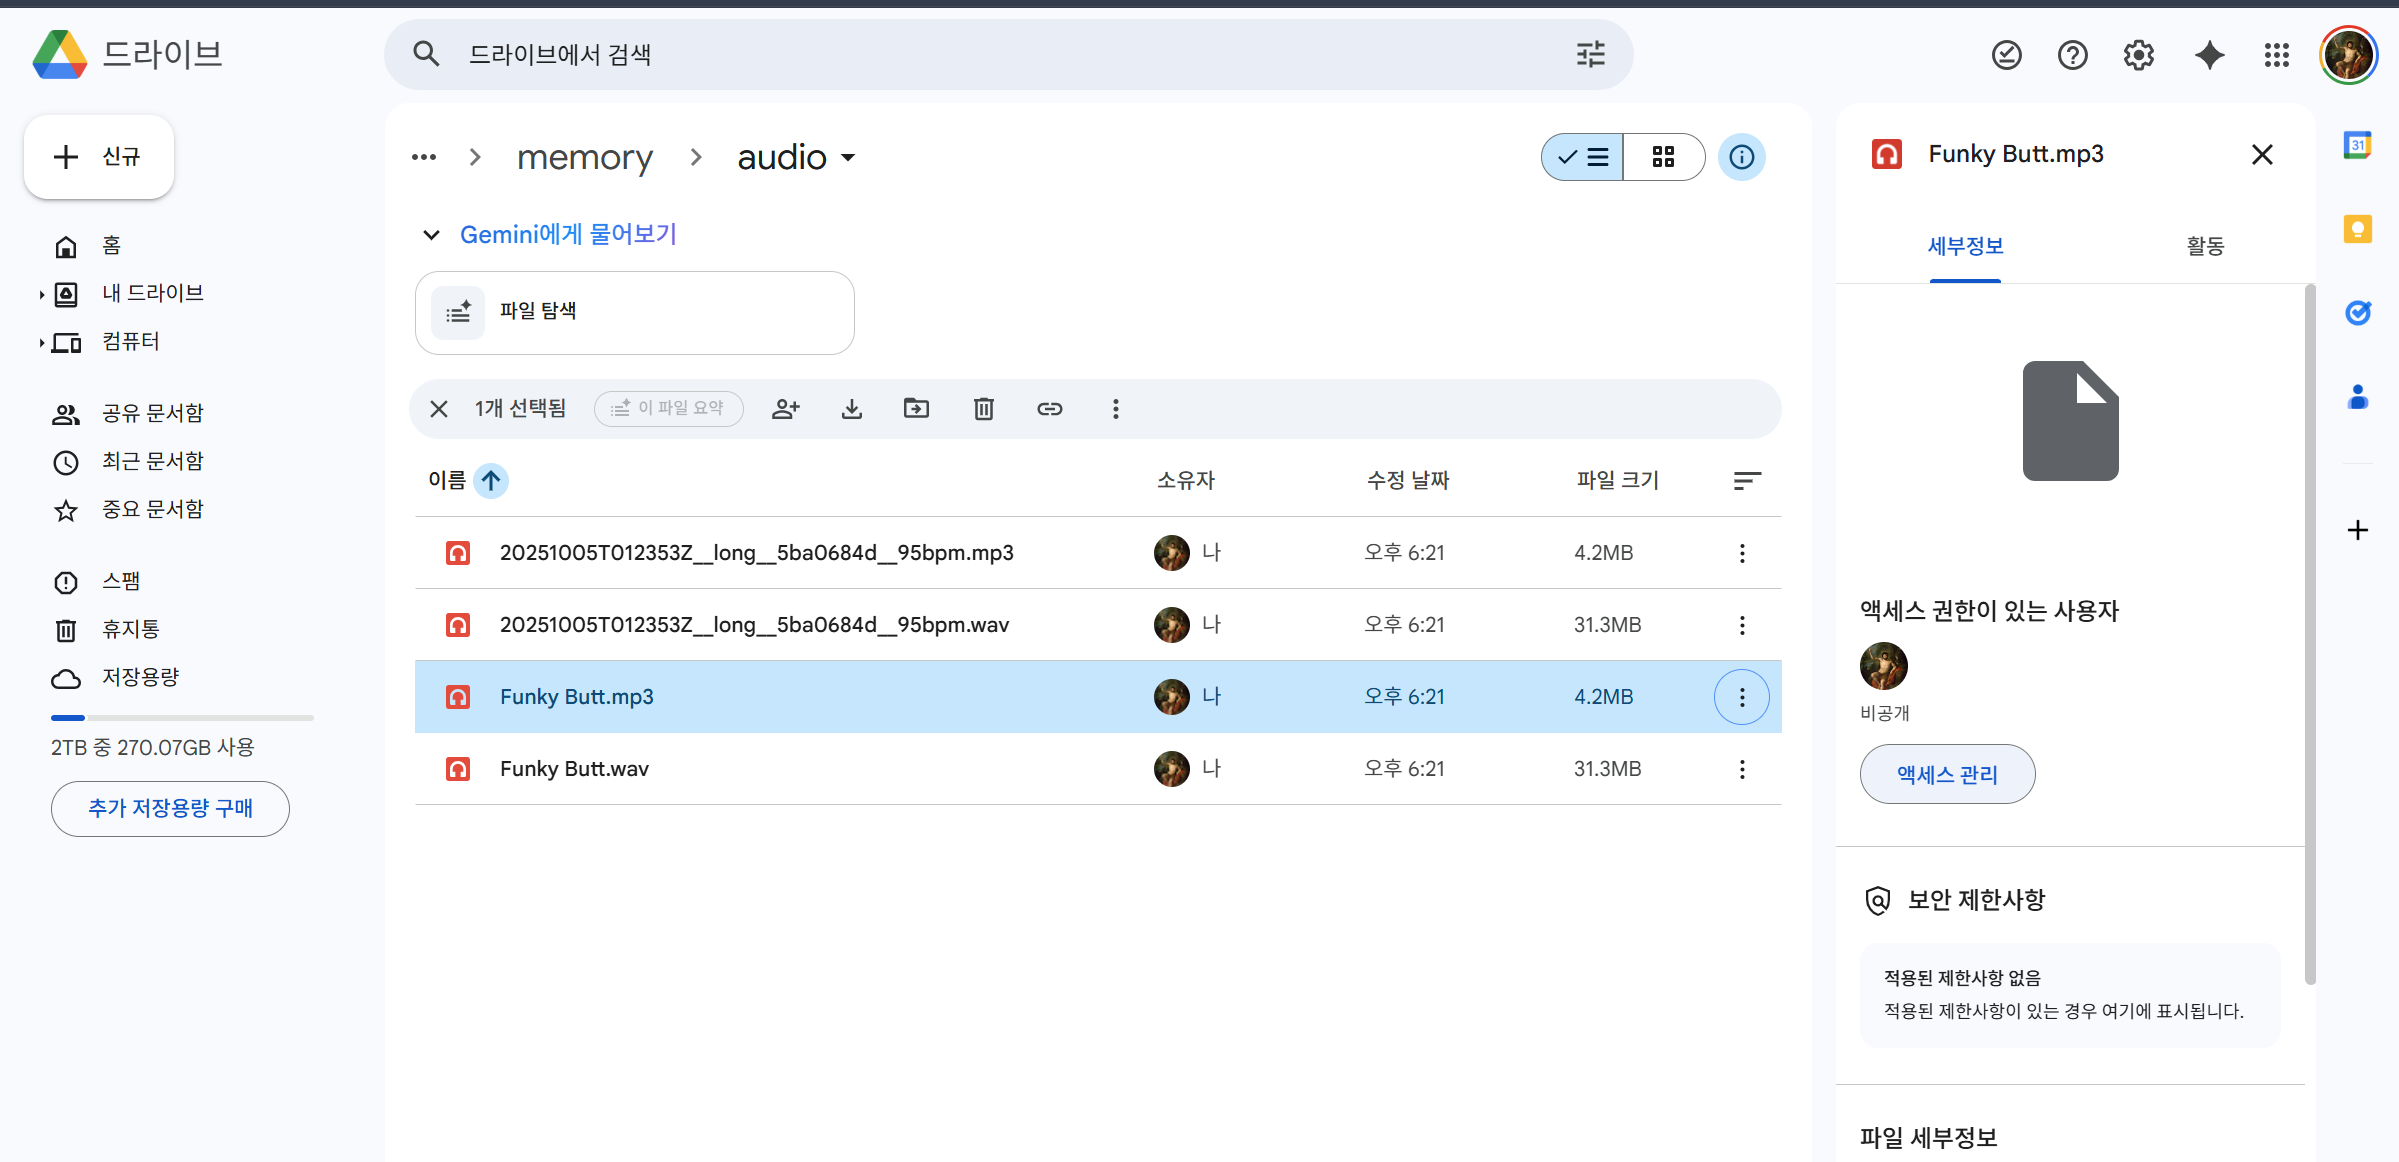 드라이브
드라이브에서 검색
신규
홈
내 드라이브
컴퓨터
공유 문서함
최근 문서함
중요 문서함
스팸
휴지통
저장용량
2TB 중 270.07GB 사용
추가 저장용량 구매
memory
audio
Gemini에게 물어보기
파일 탐색
1개 선택됨
이 파일 요약
이름 소유자 수정 날짜 파일 크기
20251005T012353Z__long__5ba0684d__95bpm.mp3 나 오후 6:21 4.2MB
20251005T012353Z__long__5ba0684d__95bpm.wav 나 오후 6:21 31.3MB
Funky Butt.mp3 나 오후 6:21 4.2MB
Funky Butt.wav 나 오후 6:21 31.3MB
Funky Butt.mp3
세부정보 활동
액세스 권한이 있는 사용자
비공개
액세스 관리
보안 제한사항
적용된 제한사항 없음
적용된 제한사항이 있는 경우 여기에 표시됩니다.
파일 세부정보
31